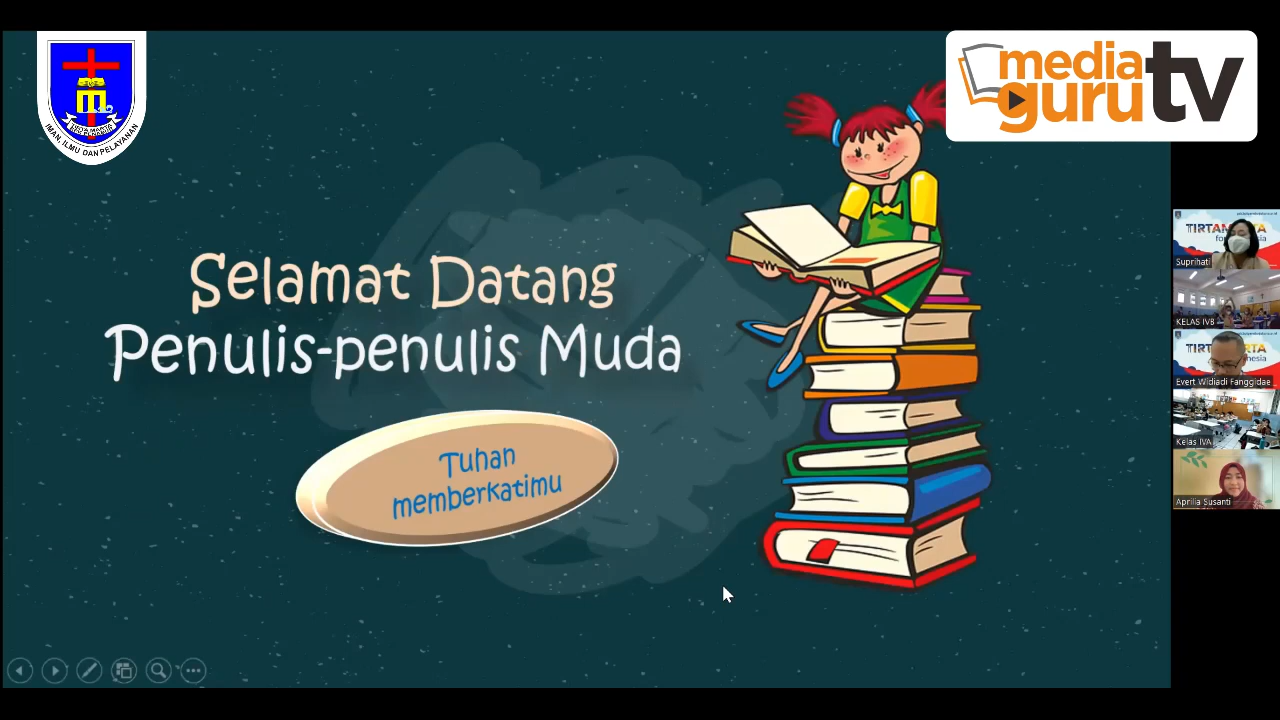 media
guru
tv
IMAN, ILMU DAN PELAYANAN
Selamat Datang
Penulis-penulis Muda
Tuhan
memberkatimu
Suprihati
KELAS IVB
Evert Widiadi Fanggidae
Kelas IVA
Aprilia Susanti